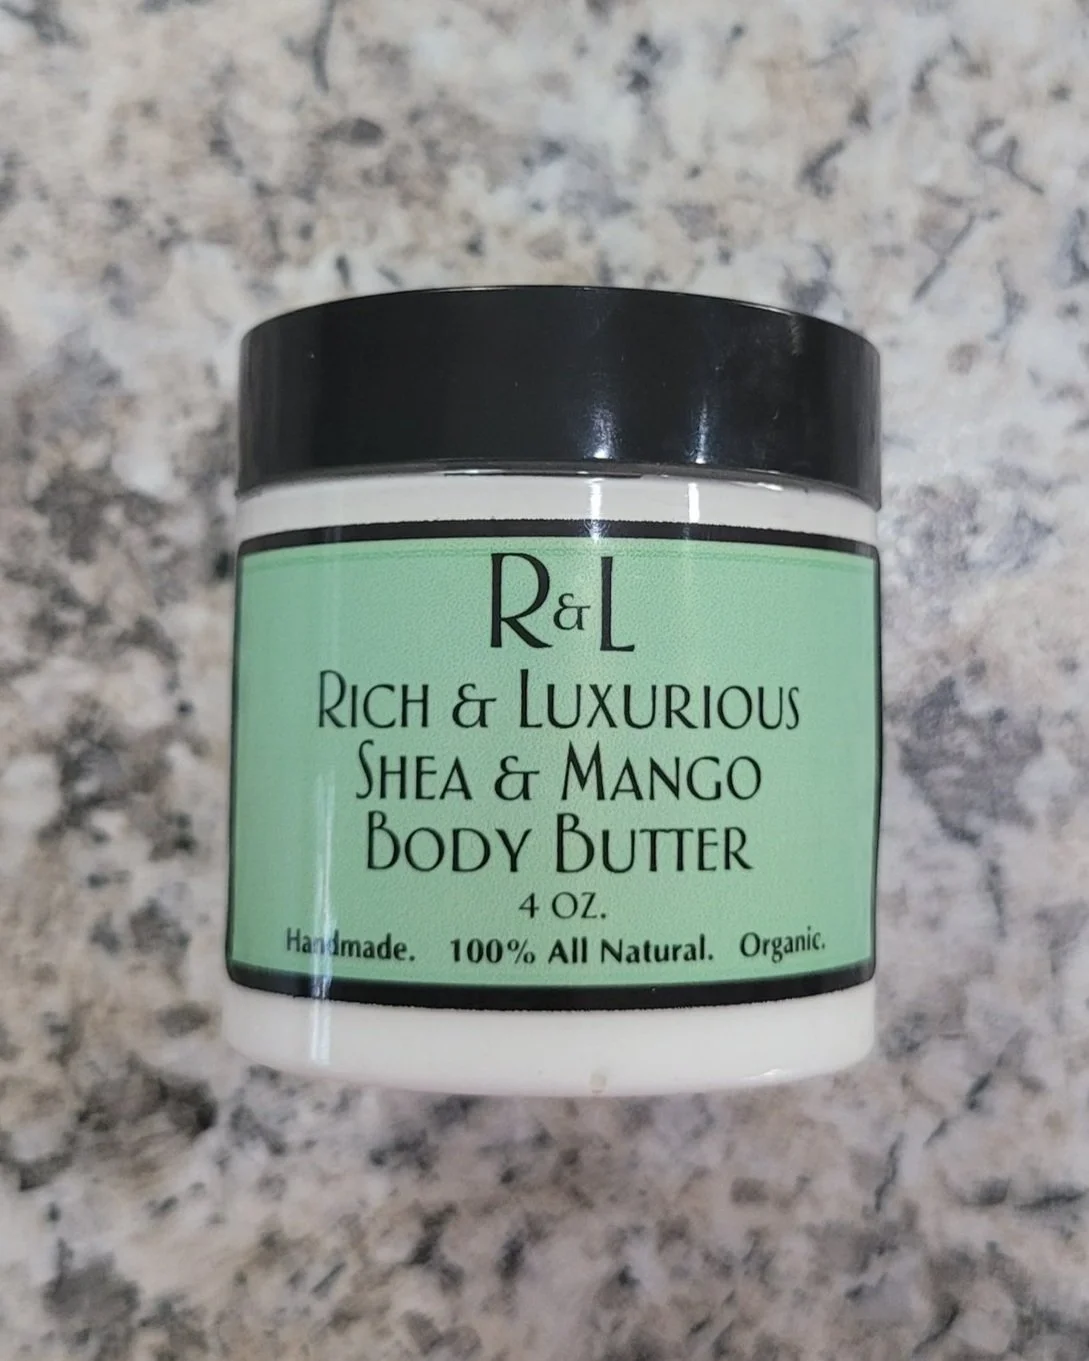 R&L
Rich & Luxurious
Shea & Mango
Body Butter
4 oz.
Handmade. 100% All Natural. Organic.